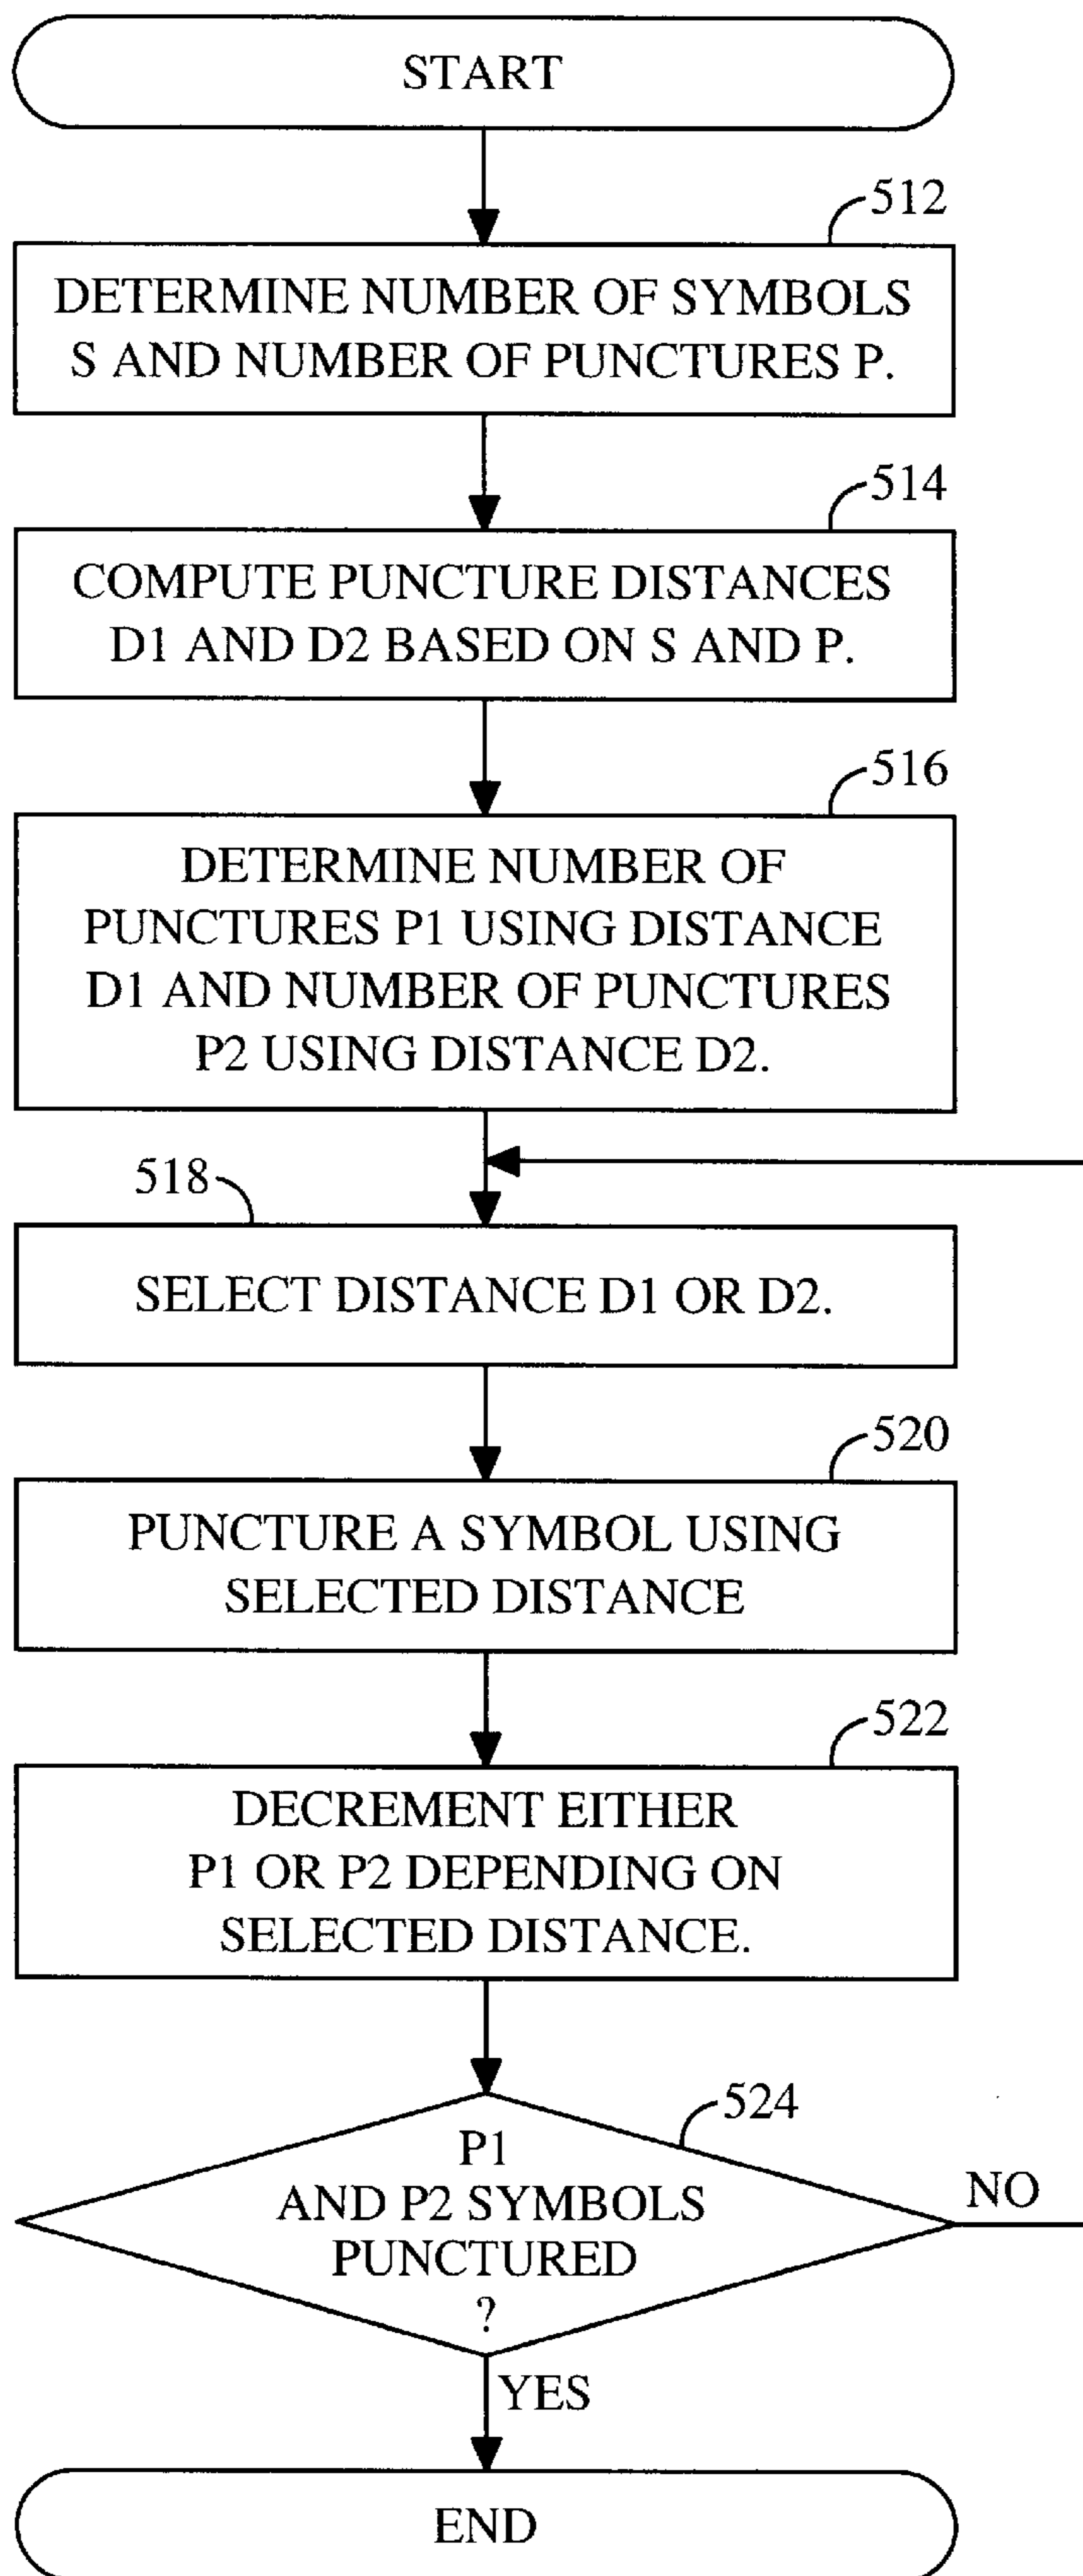 START
512
DETERMINE NUMBER OF SYMBOLS
S AND NUMBER OF PUNCTURES P.
514
COMPUTE PUNCTURE DISTANCES
D1 AND D2 BASED ON S AND P.
516
DETERMINE NUMBER OF
PUNCTURES P1 USING DISTANCE
D1 AND NUMBER OF PUNCTURES
P2 USING DISTANCE D2.
518
SELECT DISTANCE D1 OR D2.
520
PUNCTURE A SYMBOL USING
SELECTED DISTANCE
522
DECREMENT EITHER
P1 OR P2 DEPENDING ON
SELECTED DISTANCE.
524
P1
AND P2 SYMBOLS
PUNCTURED
?
NO
YES
END